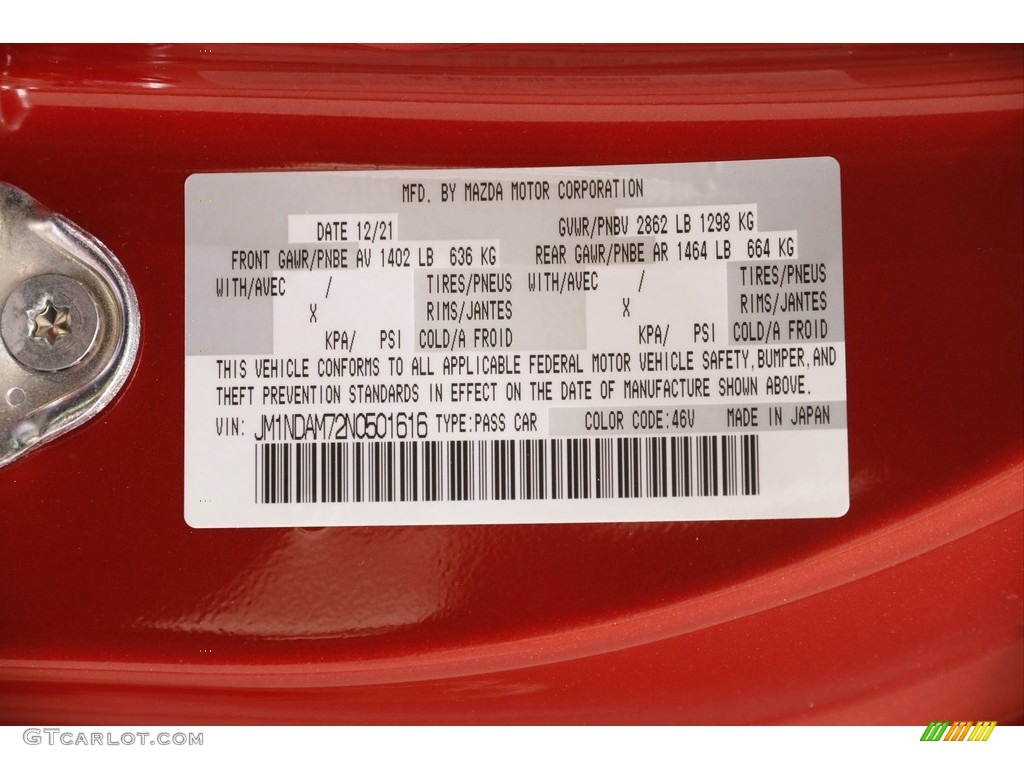 MFD. BY MAZDA MOTOR CORPORATION
DATE 12/21 GVWR/PNBV 2862 LB 1298 KG
FRONT GAWR/PNBE AV 1402 LB 636 KG REAR GAWR/PNBE AR 1464 LB 664 KG
WITH/AVEC / TIRES/PNEUS WITH/AVEC / TIRES/PNEUS
X RIMS/JANTES X RIMS/JANTES
KPA/ PSI COLD/A FROID KPA/ PSI COLD/A FROID
THIS VEHICLE CONFORMS TO ALL APPLICABLE FEDERAL MOTOR VEHICLE SAFETY, BUMPER, AND
THEFT PREVENTION STANDARDS IN EFFECT ON THE DATE OF MANUFACTURE SHOWN ABOVE.
VIN: JM1NDAM72N0501616 TYPE:PASS CAR COLOR CODE:46V MADE IN JAPAN
GTCARLOT.COM